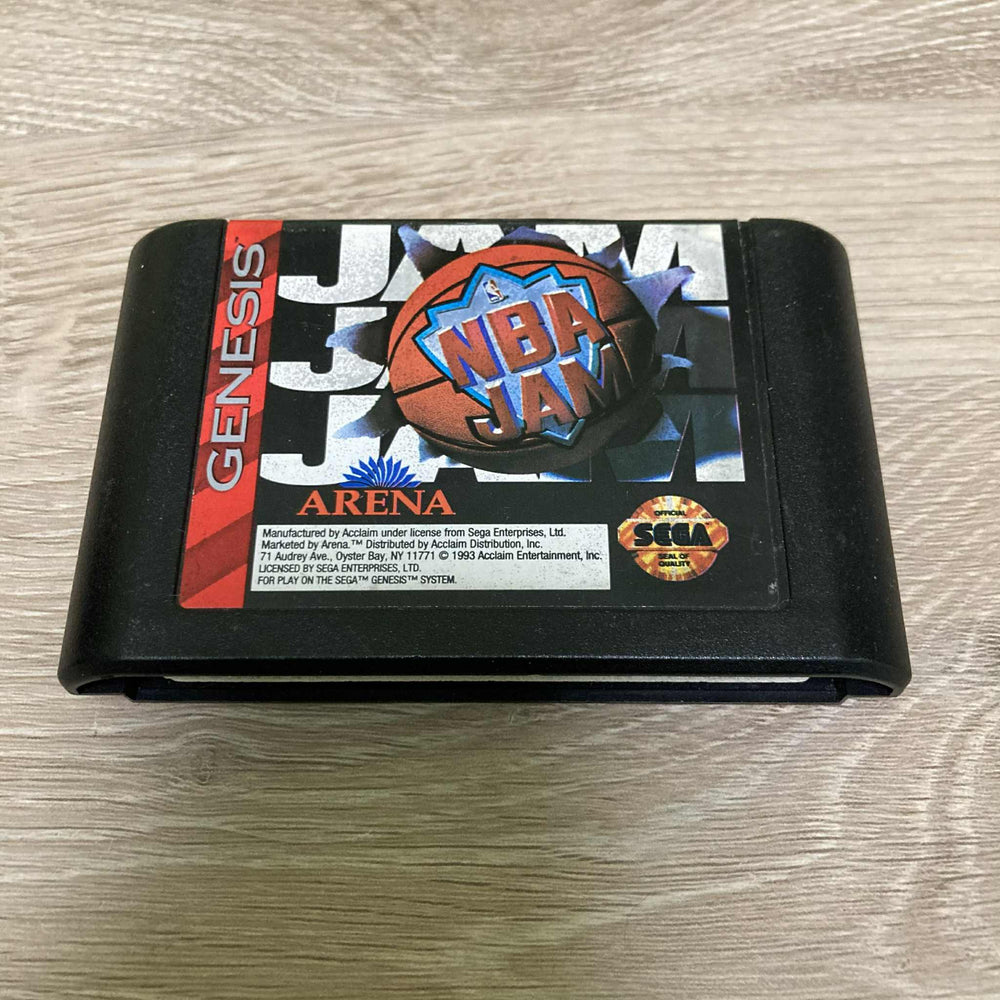 GENESIS™
JAM
JAM
JAM
NBA
JAM
ARENA
Manufactured by Acclaim under license from Sega Enterprises, Ltd.
Marketed by Arena.™ Distributed by Acclaim Distribution, Inc.
71 Audrey Ave., Oyster Bay, NY 11771 © 1993 Acclaim Entertainment, Inc.
LICENSED BY SEGA ENTERPRISES, LTD.
FOR PLAY ON THE SEGA™ GENESIS™ SYSTEM.
OFFICIAL
SEGA
SEAL OF
QUALITY